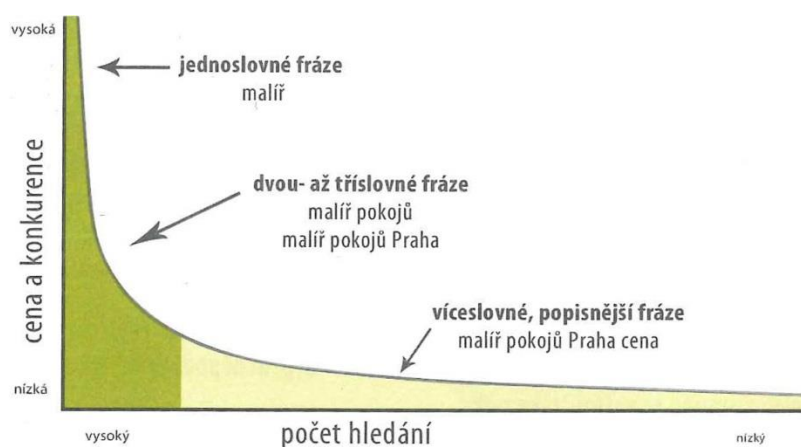 vysoká
jednoslovné fráze
malíř
dvou- až tříslovné fráze
malíř pokojů
malíř pokojů Praha
cena a konkurence
víceslovné, popisnější fráze
malíř pokojů Praha cena
nízká
vysoký
počet hledání
nízký